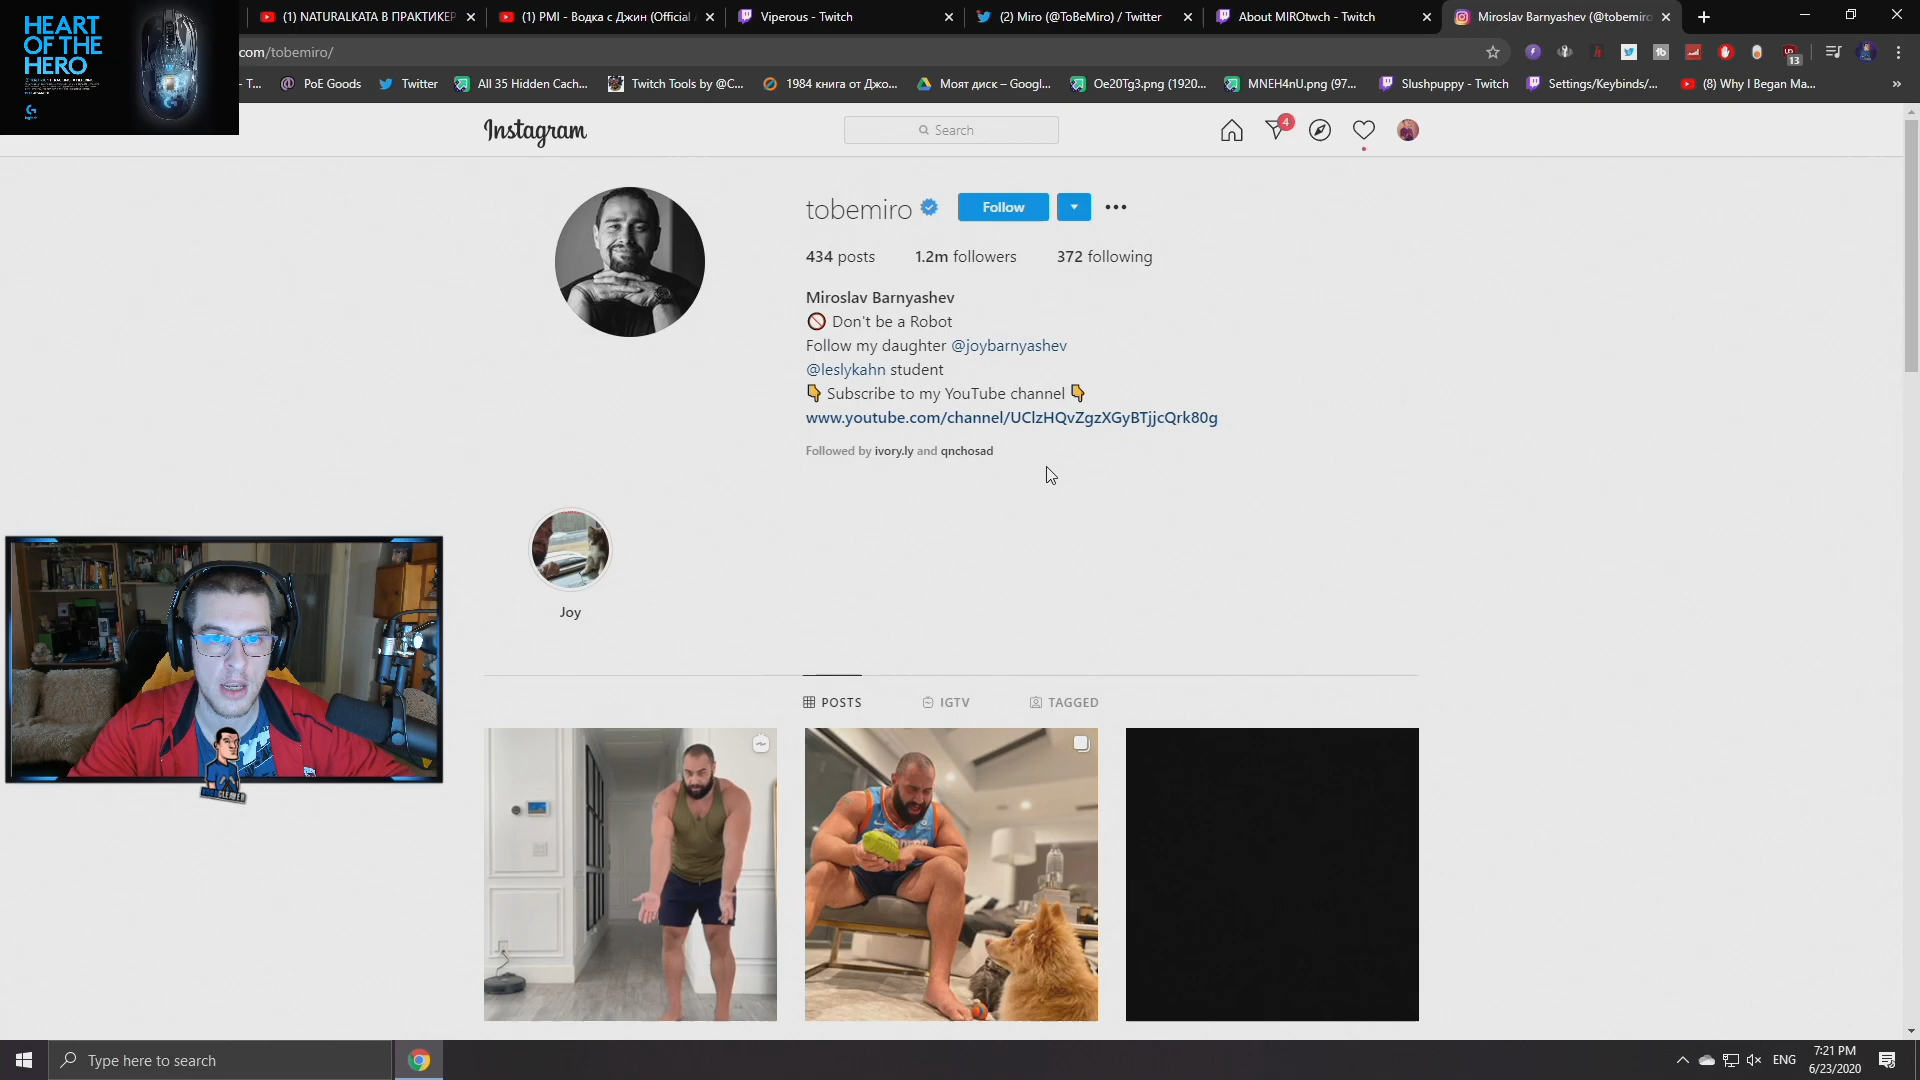 HEART
OF THE
HERO
(1) NATURALKATA В ПРАКТИКЕР
(1) PMI - Водка с Джин (Official
Viperous - Twitch
(2) Miro (@ToBeMiro) / Twitter
About MIROtwch - Twitch
Miroslav Barnyashev (@tobemiro
com/tobemiro/
13
- T...
PoE Goods
Twitter
All 35 Hidden Cach...
Twitch Tools by @C...
1984 книга от Джо...
Моят диск – Googl...
Oe20Tg3.png (1920...
MNEH4nU.png (97...
Slushpuppy - Twitch
Settings/Keybinds/...
(8) Why I Began Ma...
Instagram
Search
4
tobemiro
Follow
434 posts
1.2m followers
372 following
Miroslav Barnyashev
Don't be a Robot
Follow my daughter @joybarnyashev
@leslykahn student
Subscribe to my YouTube channel
www.youtube.com/channel/UClzHQvZgzXGyBTjjcQrk80g
Followed by ivory.ly and qnchosad
Joy
POSTS
IGTV
TAGGED
Type here to search
ENG
7:21 PM
6/23/2020